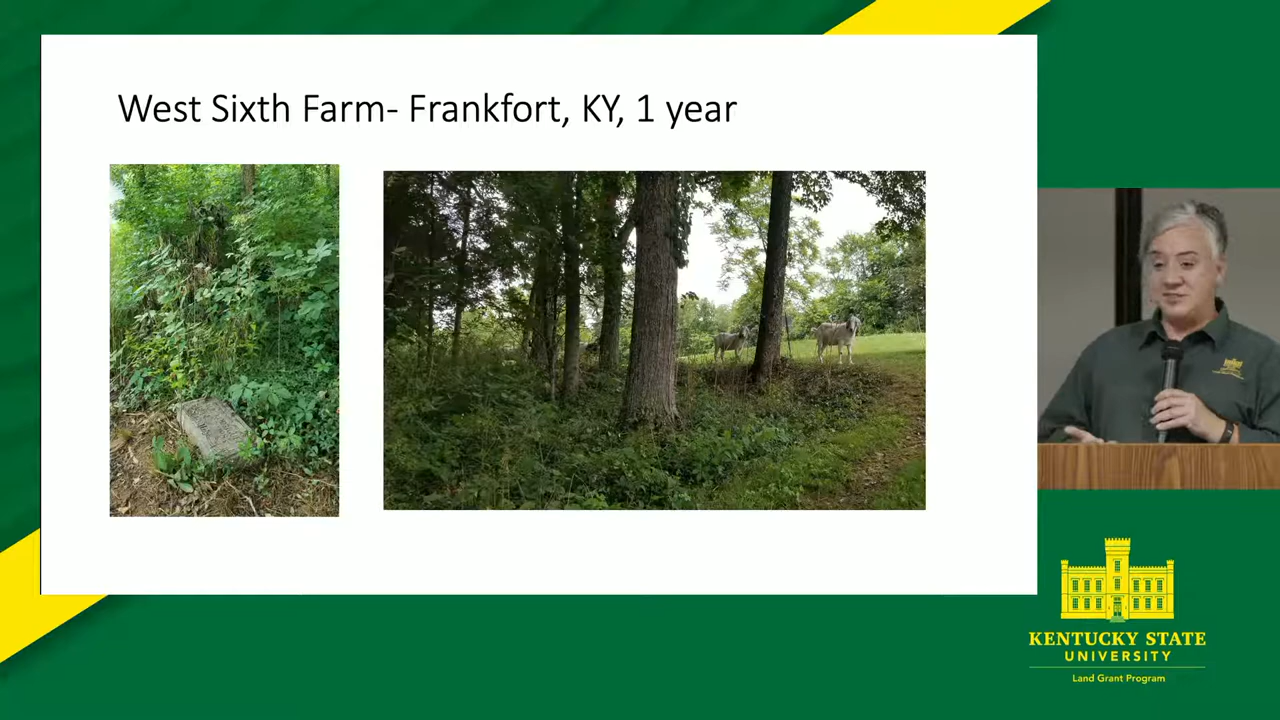 West Sixth Farm- Frankfort, KY, 1 year
KENTUCKY STATE
UNIVERSITY
Land Grant Program